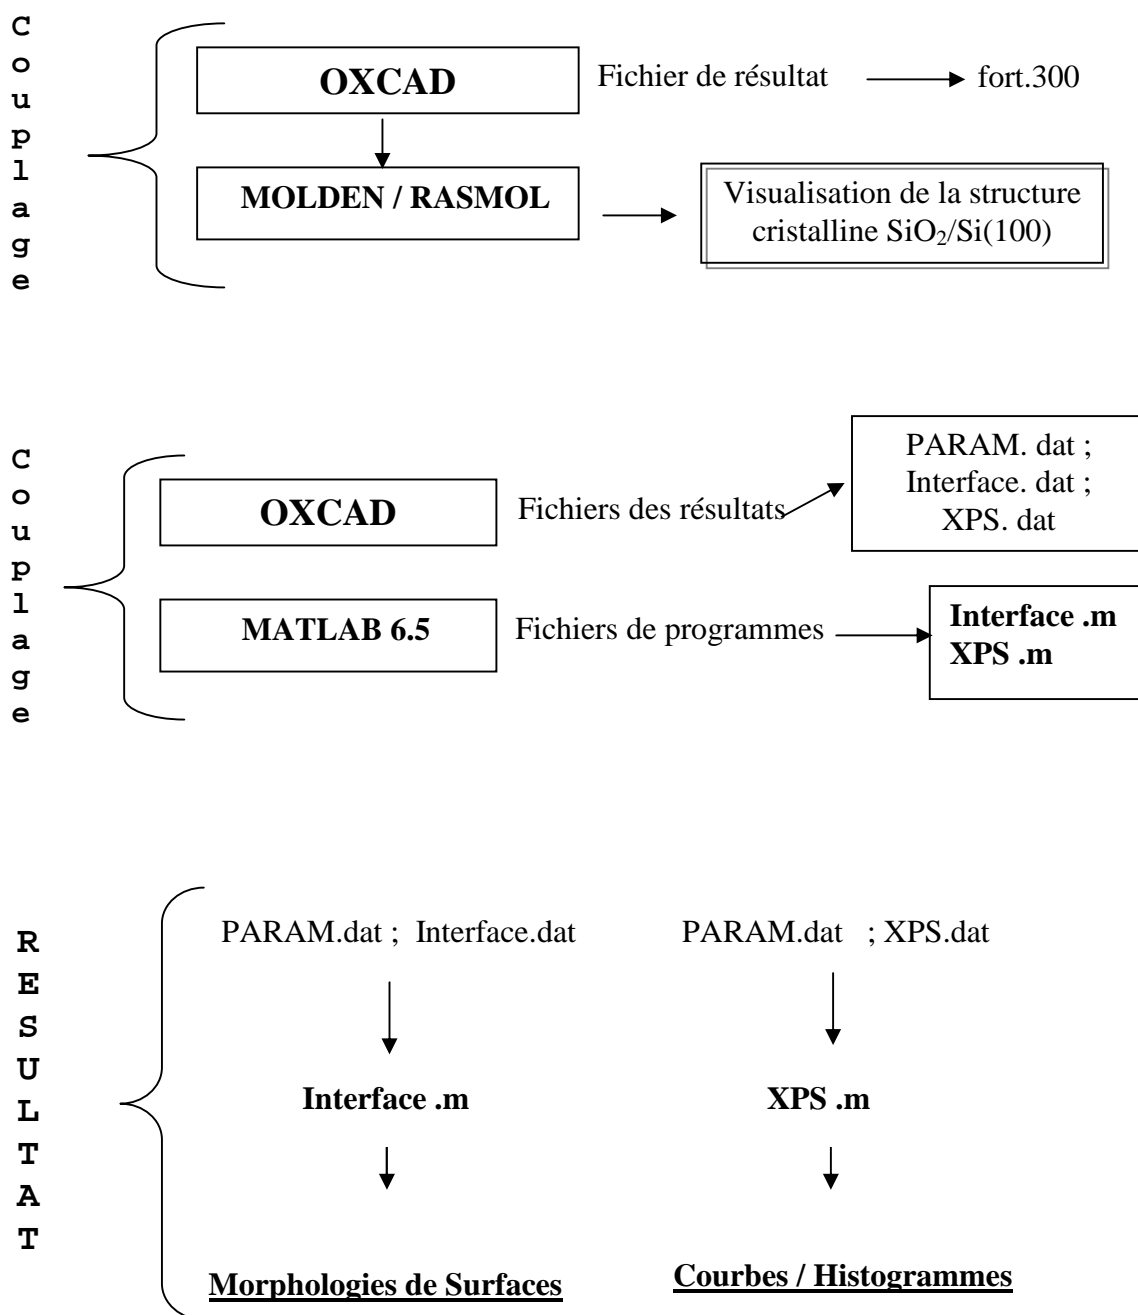 Couplage
OXCAD
Fichier de résultat
fort.300
MOLDEN / RASMOL
Visualisation de la structure
cristalline SiO₂/Si(100)
Couplage
OXCAD
Fichiers des résultats
PARAM. dat ;
Interface. dat ;
XPS. dat
MATLAB 6.5
Fichiers de programmes
Interface .m
XPS .m
RESULTAT
PARAM.dat ; Interface.dat
PARAM.dat ; XPS.dat
Interface .m
XPS .m
Morphologies de Surfaces
Courbes / Histogrammes